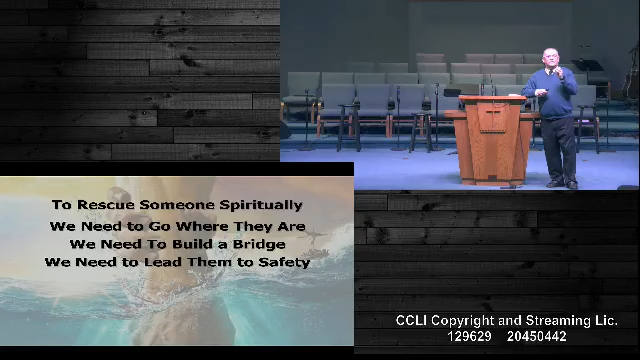 To Rescue Someone Spiritually
We Need to Go Where They Are
We Need To Build a Bridge
We Need to Lead Them to Safety
CCLI Copyright and Streaming Lic.
129629 20450442